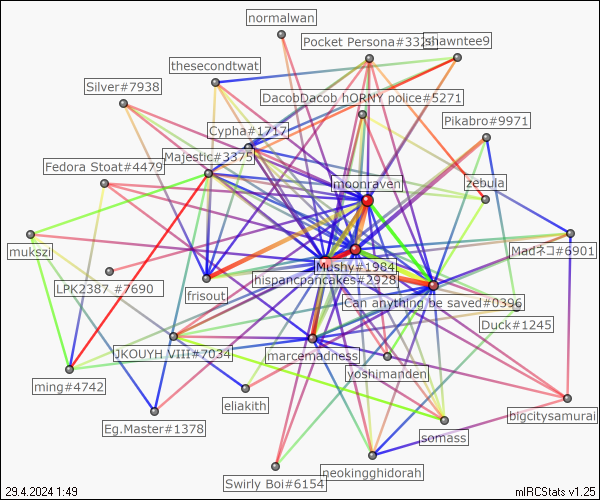 normalwan
Pocket Persona#332
shawntee9
thesecondtwat
Silver#7938
DacobDacob hORNY police#5271
Pikabro#9971
Cypha#1717
Majestic#3375
Fedora Stoat#4479
moonraven
zebula
mukszi
Madネコ#6901
Mushy#1984
hispancpancakes#2928
LPK2387 #7690
frisout
Can anything be saved#0396
Duck#1245
JKOUYH VIII#7034
marcemadness
yoshimanden
ming#4742
eliakith
bigcitysamurai
Eg.Master#1378
somass
Swirly Boi#6154
neokingghidorah
29.4.2024 1:49
mIRCStats v1.25